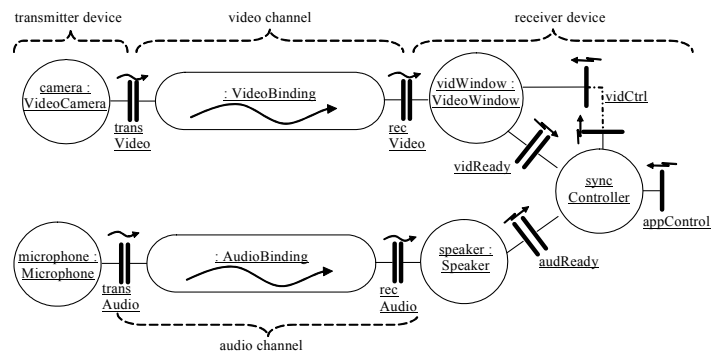 transmitter device
video channel
receiver device
camera :
VideoCamera
: VideoBinding
vidWindow :
VideoWindow
vidCtrl
trans
Video
rec
Video
vidReady
sync
Controller
appControl
microphone :
Microphone
: AudioBinding
speaker :
Speaker
audReady
trans
Audio
rec
Audio
audio channel